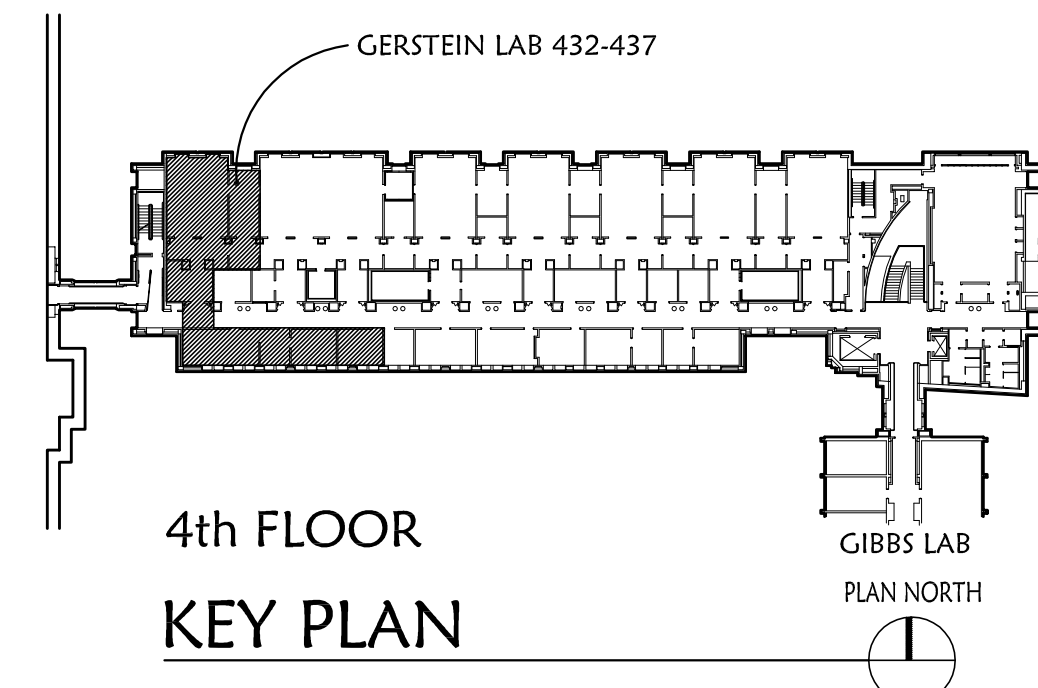 GERSTEIN LAB 432-437
4th FLOOR
GIBBS LAB
PLAN NORTH
KEY PLAN